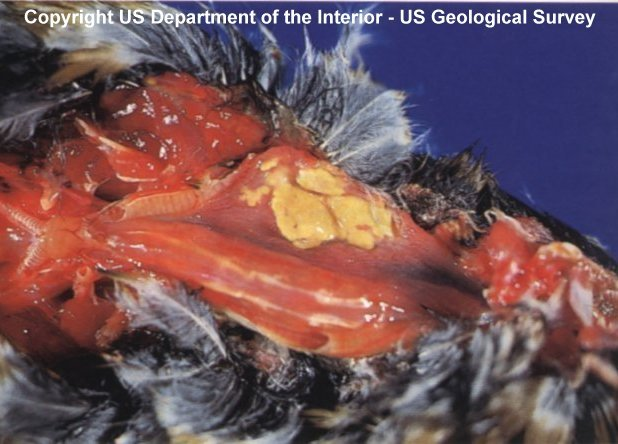 Copyright US Department of the Interior - US Geological Survey